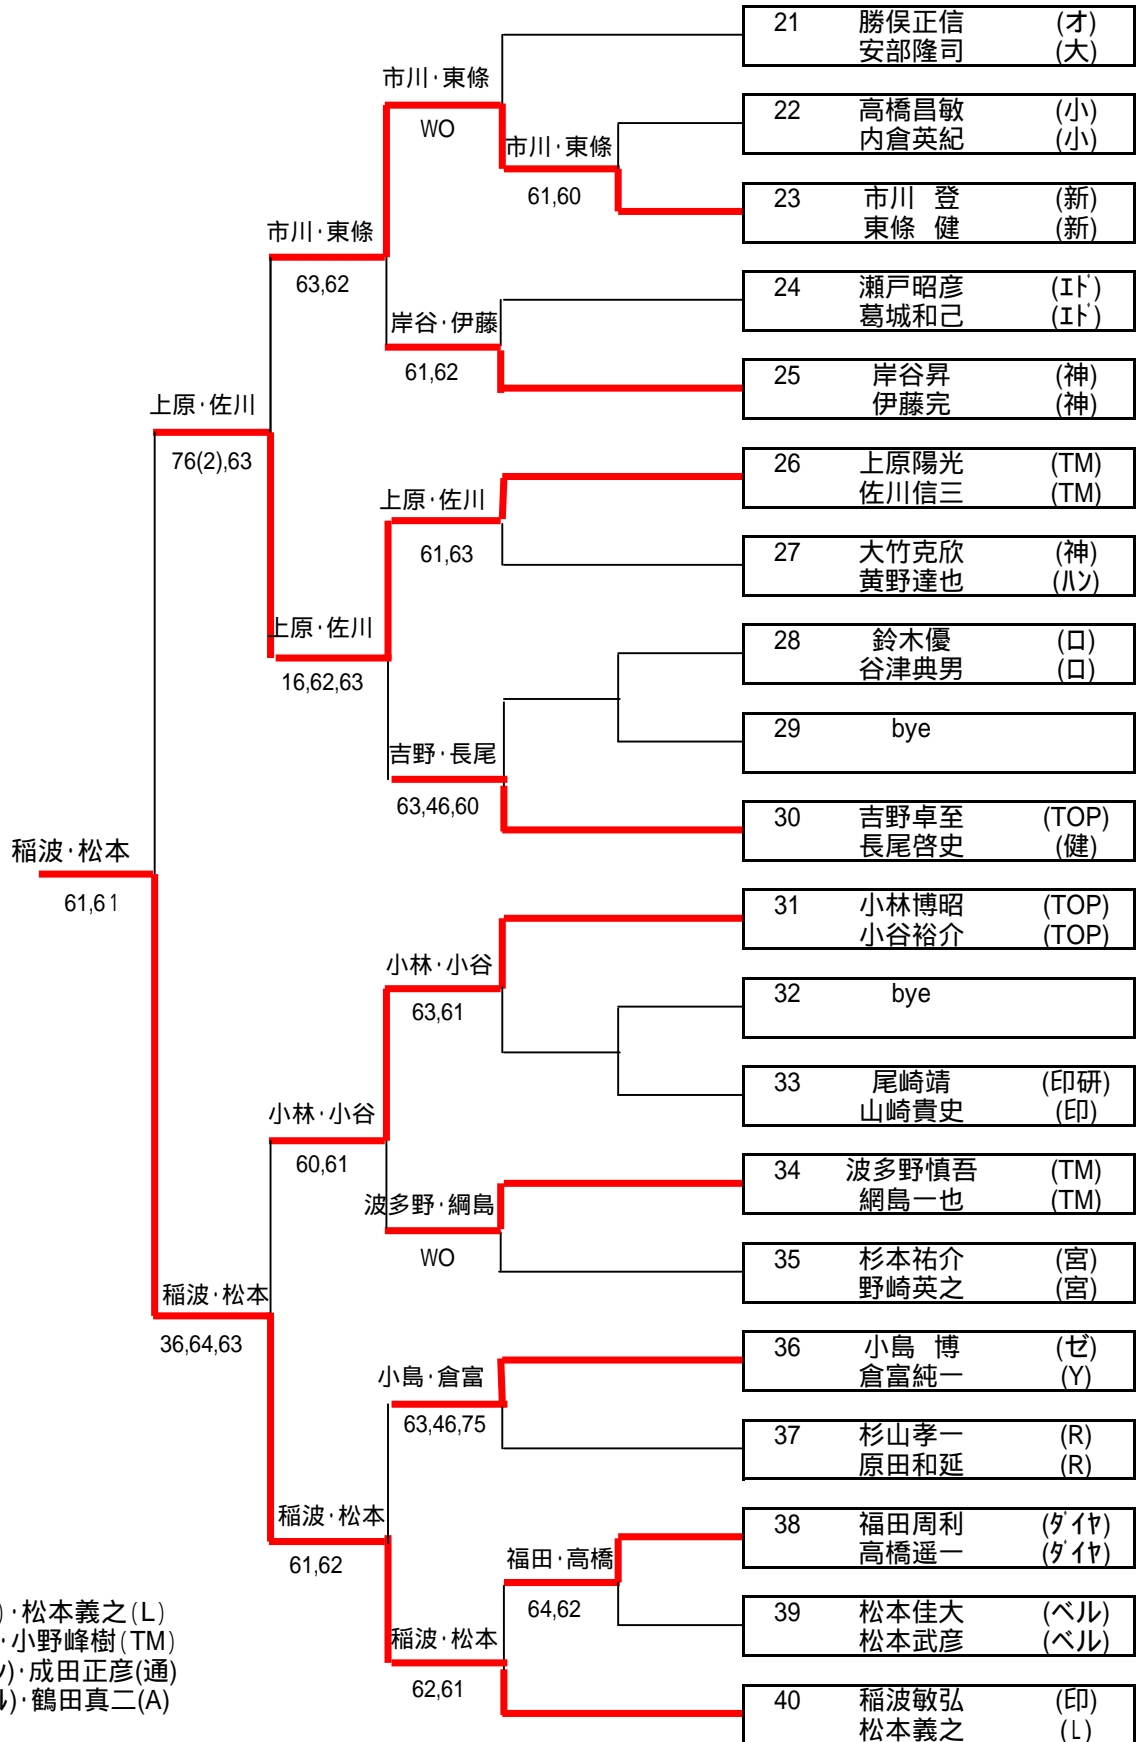 21 勝俣正信 (オ)
安部隆司 (大)
市川・東條
WO
22 高橋昌敏 (小)
内倉英紀 (小)
市川・東條
61,60
23 市川 登 (新)
東條 健 (新)
市川・東條
63,62
24 瀬戸昭彦 (エド)
葛城和己 (エド)
岸谷・伊藤
61,62
25 岸谷昇 (神)
伊藤完 (神)
上原・佐川
76(2),63
26 上原陽光 (TM)
佐川信三 (TM)
上原・佐川
61,63
27 大竹克欣 (神)
黄野達也 (ハン)
上原・佐川
16,62,63
28 鈴木優 (ロ)
谷津典男 (ロ)
29 bye
吉野・長尾
63,46,60
30 吉野卓至 (TOP)
長尾啓史 (健)
稲波・松本
61,61
31 小林博昭 (TOP)
小谷裕介 (TOP)
小林・小谷
63,61
32 bye
33 尾崎靖 (印研)
山崎貴史 (印)
小林・小谷
60,61
34 波多野慎吾 (TM)
網島一也 (TM)
波多野・綱島
WO
35 杉本祐介 (宮)
野崎英之 (宮)
稲波・松本
36,64,63
36 小島 博 (ゼ)
倉富純一 (Y)
小島・倉富
63,46,75
37 杉山孝一 (R)
原田和延 (R)
稲波・松本
61,62
38 福田周利 (ダイヤ)
高橋遥一 (ダイヤ)
福田・高橋
64,62
39 松本佳大 (ベル)
松本武彦 (ベル)
稲波・松本
62,61
40 稲波敏弘 (印)
松本義之 (L)
)・松本義之(L)
・小野峰樹(TM)
ン)・成田正彦(通)
ル)・鶴田真二(A)